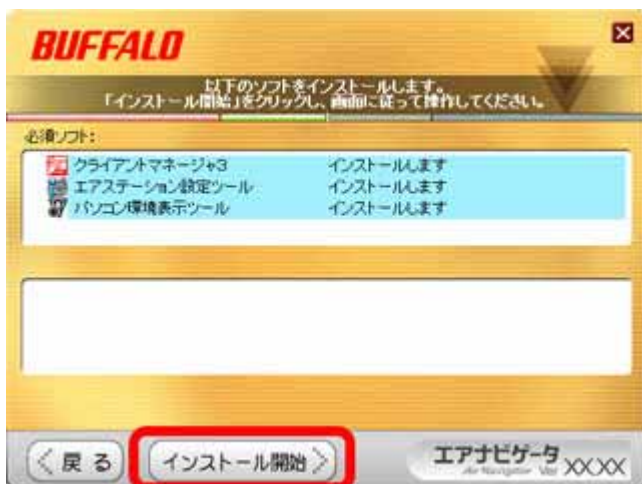 BUFFALO
以下のソフトをインストールします。
「インストール開始」をクリックし、画面に従って操作してください。
必須ソフト:
クライアントマネージャ3 インストールします
エアステーション設定ツール インストールします
パソコン環境表示ツール インストールします
戻る
インストール開始
エアナビゲータ
Air Navigator Ver XX.XX